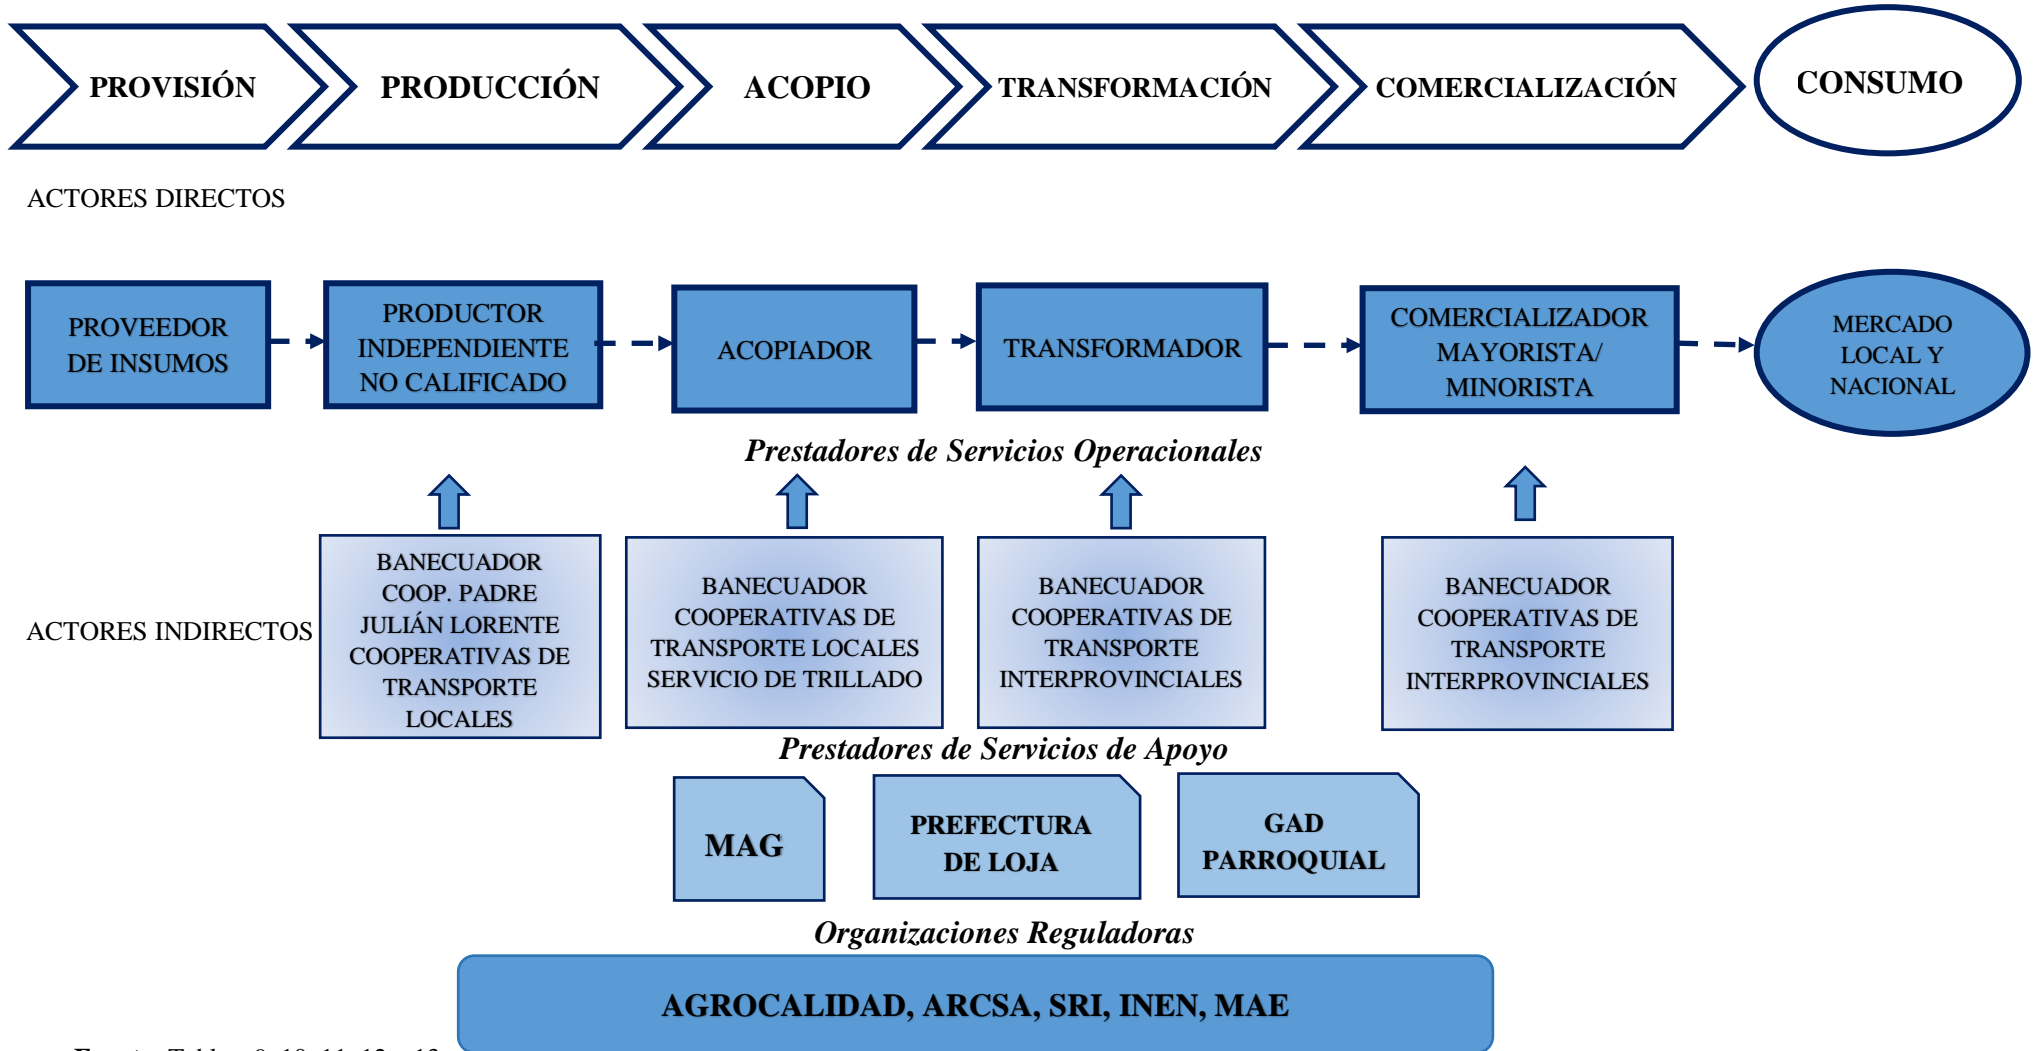 PROVISIÓN
PRODUCCIÓN
ACOPIO
TRANSFORMACIÓN
COMERCIALIZACIÓN
CONSUMO
ACTORES DIRECTOS
PROVEEDOR
DE INSUMOS
PRODUCTOR
INDEPENDIENTE
NO CALIFICADO
ACOPIADOR
TRANSFORMADOR
COMERCIALIZADOR
MAYORISTA/
MINORISTA
MERCADO
LOCAL Y
NACIONAL
Prestadores de Servicios Operacionales
ACTORES INDIRECTOS
BANECUADOR
COOP. PADRE
JULIÁN LORENTE
COOPERATIVAS DE
TRANSPORTE
LOCALES
BANECUADOR
COOPERATIVAS DE
TRANSPORTE LOCALES
SERVICIO DE TRILLADO
BANECUADOR
COOPERATIVAS DE
TRANSPORTE
INTERPROVINCIALES
BANECUADOR
COOPERATIVAS DE
TRANSPORTE
INTERPROVINCIALES
Prestadores de Servicios de Apoyo
MAG
PREFECTURA
DE LOJA
GAD
PARROQUIAL
Organizaciones Reguladoras
AGROCALIDAD, ARCSA, SRI, INEN, MAE